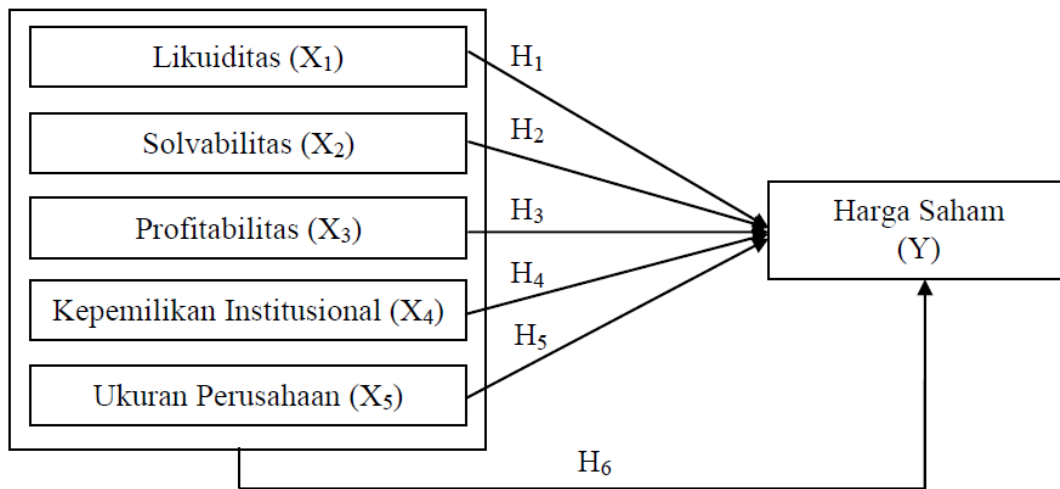 Likuiditas (X₁)
H₁
Solvabilitas (X₂)
H₂
Profitabilitas (X₃)
H₃
Kepemilikan Institusional (X₄)
H₄
Ukuran Perusahaan (X₅)
H₅
Harga Saham
(Y)
H₆